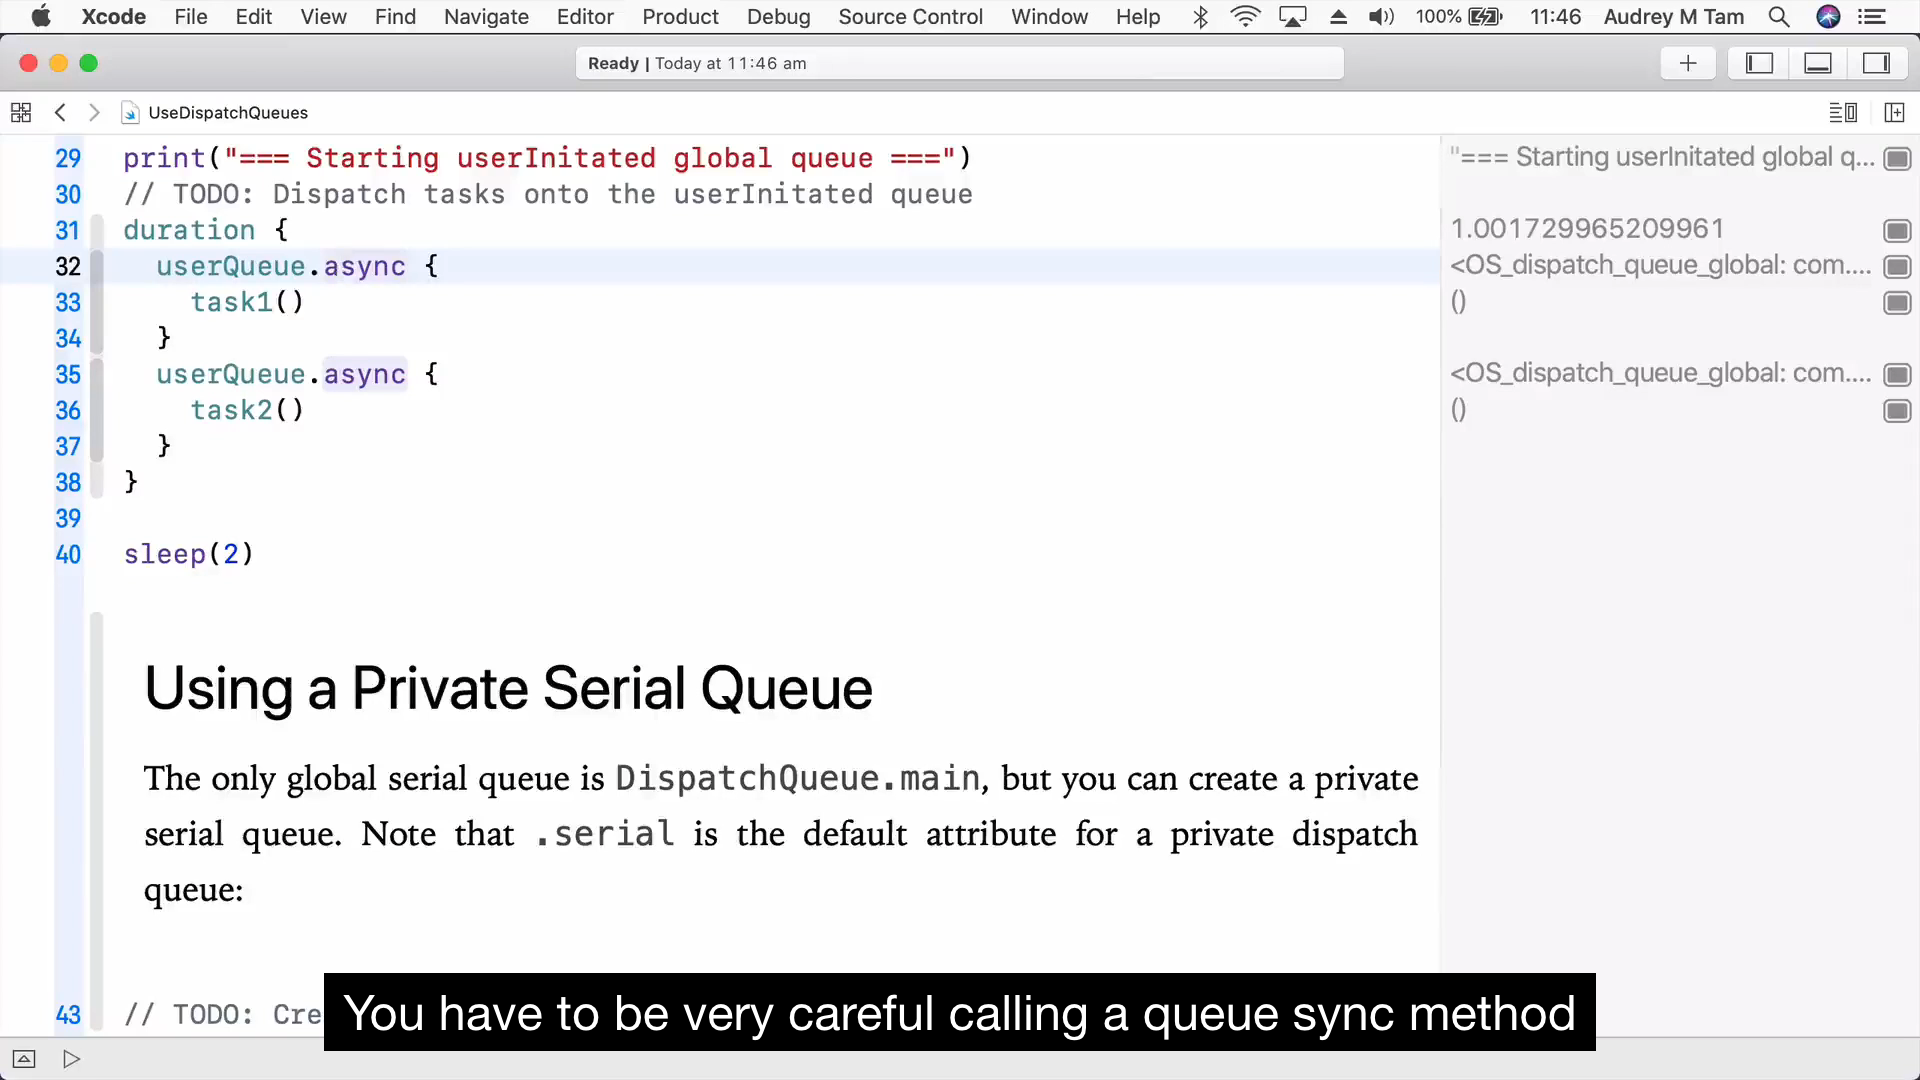 Xcode File Edit View Find Navigate Editor Product Debug Source Control Window Help 100% 11:46 Audrey M Tam
Ready | Today at 11:46 am
UseDispatchQueues
29 print("=== Starting userInitated global queue ===") "=== Starting userInitated global q...
30 // TODO: Dispatch tasks onto the userInitated queue
31 duration { 1.001729965209961
32 userQueue.async { <OS_dispatch_queue_global: com....
33 task1() ()
34 }
35 userQueue.async { <OS_dispatch_queue_global: com....
36 task2() ()
37 }
38 }
39
40 sleep(2)
Using a Private Serial Queue
The only global serial queue is DispatchQueue.main, but you can create a private
serial queue. Note that .serial is the default attribute for a private dispatch
queue:
43 // TODO: Cre
You have to be very careful calling a queue sync method